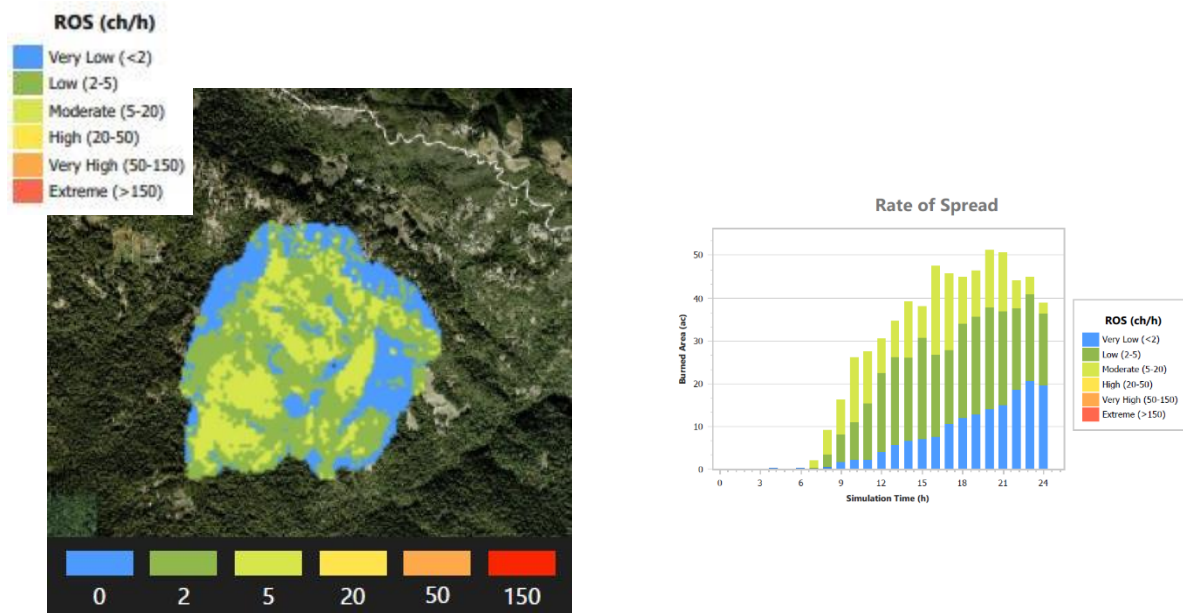 ROS (ch/h)
Very Low (<2)
Low (2-5)
Moderate (5-20)
High (20-50)
Very High (50-150)
Extreme (>150)
0 2 5 20 50 150
Rate of Spread
Burned Area (ac)
50
40
30
20
10
0
0 3 6 9 12 15 18 21 24
Simulation Time (h)
ROS (ch/h)
Very Low (<2)
Low (2-5)
Moderate (5-20)
High (20-50)
Very High (50-150)
Extreme (>150)